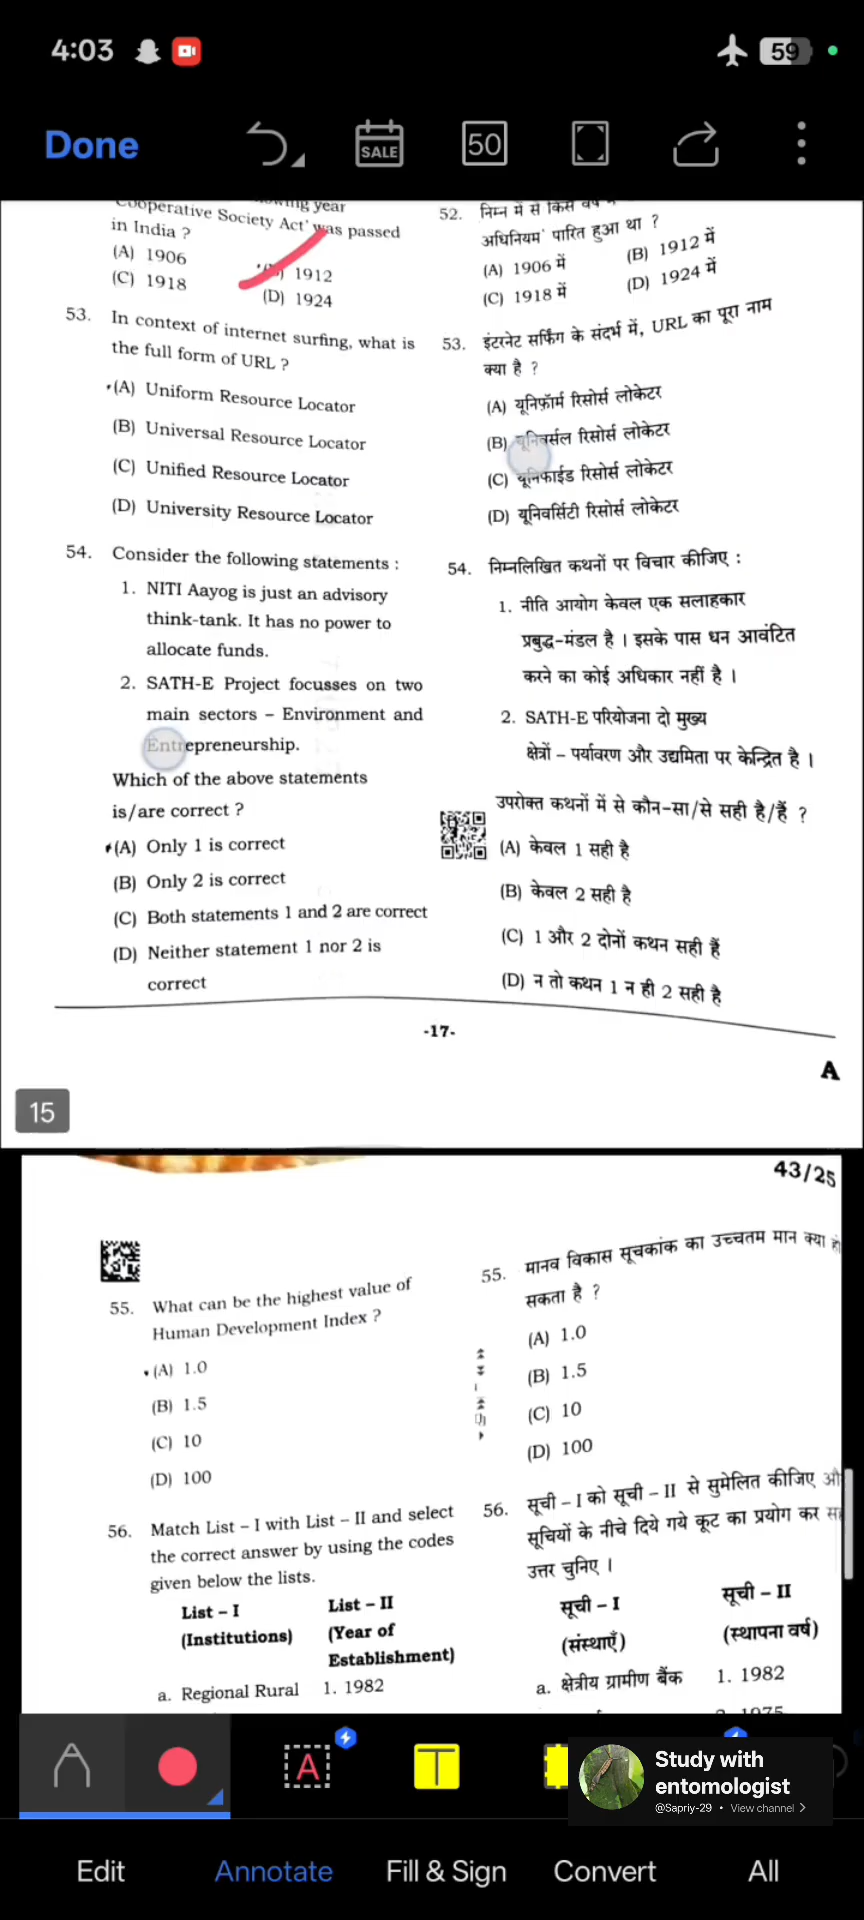 4:03
59
Done
SALE
50
following year
Cooperative Society Act' was passed
in India ?
(A) 1906
1912
(C) 1918
(D) 1924
53. In context of internet surfing, what is
the full form of URL ?
(A) Uniform Resource Locator
(B) Universal Resource Locator
(C) Unified Resource Locator
(D) University Resource Locator
54. Consider the following statements :
1. NITI Aayog is just an advisory
think-tank. It has no power to
allocate funds.
2. SATH-E Project focusses on two
main sectors – Environment and
Entrepreneurship.
Which of the above statements
is/are correct ?
(A) Only 1 is correct
(B) Only 2 is correct
(C) Both statements 1 and 2 are correct
(D) Neither statement 1 nor 2 is
correct
52. निम्न में से किस वर्ष
अधिनियम' पारित हुआ था ?
(A) 1906 में
(B) 1912 में
(C) 1918 में
(D) 1924 में
53. इंटरनेट सर्फिंग के संदर्भ में, URL का पूरा नाम
क्या है ?
(A) यूनिफ़ॉर्म रिसोर्स लोकेटर
(B) यूनिवर्सल रिसोर्स लोकेटर
(C) यूनिफाईड रिसोर्स लोकेटर
(D) यूनिवर्सिटी रिसोर्स लोकेटर
54. निम्नलिखित कथनों पर विचार कीजिए :
1. नीति आयोग केवल एक सलाहकार
प्रबुद्ध-मंडल है । इसके पास धन आवंटित
करने का कोई अधिकार नहीं है ।
2. SATH-E परियोजना दो मुख्य
क्षेत्रों – पर्यावरण और उद्यमिता पर केन्द्रित है ।
उपरोक्त कथनों में से कौन-सा/से सही है/हैं ?
(A) केवल 1 सही है
(B) केवल 2 सही है
(C) 1 और 2 दोनों कथन सही हैं
(D) न तो कथन 1 न ही 2 सही है
-17-
A
15
43/25
55. What can be the highest value of
Human Development Index ?
(A) 1.0
(B) 1.5
(C) 10
(D) 100
56. Match List – I with List – II and select
the correct answer by using the codes
given below the lists.
List – I
List – II
(Institutions)
(Year of
Establishment)
a. Regional Rural
1. 1982
55. मानव विकास सूचकांक का उच्चतम मान क्या हो
सकता है ?
(A) 1.0
(B) 1.5
(C) 10
(D) 100
56. सूची – I को सूची – II से सुमेलित कीजिए
सूचियों के नीचे दिये गये कूट का प्रयोग कर
उत्तर चुनिए ।
सूची – I
सूची – II
(संस्थाएँ)
(स्थापना वर्ष)
a. क्षेत्रीय ग्रामीण बैंक
1. 1982
A
T
Study with
entomologist
@Sapriy-29 • View channel >
Edit
Annotate
Fill & Sign
Convert
All